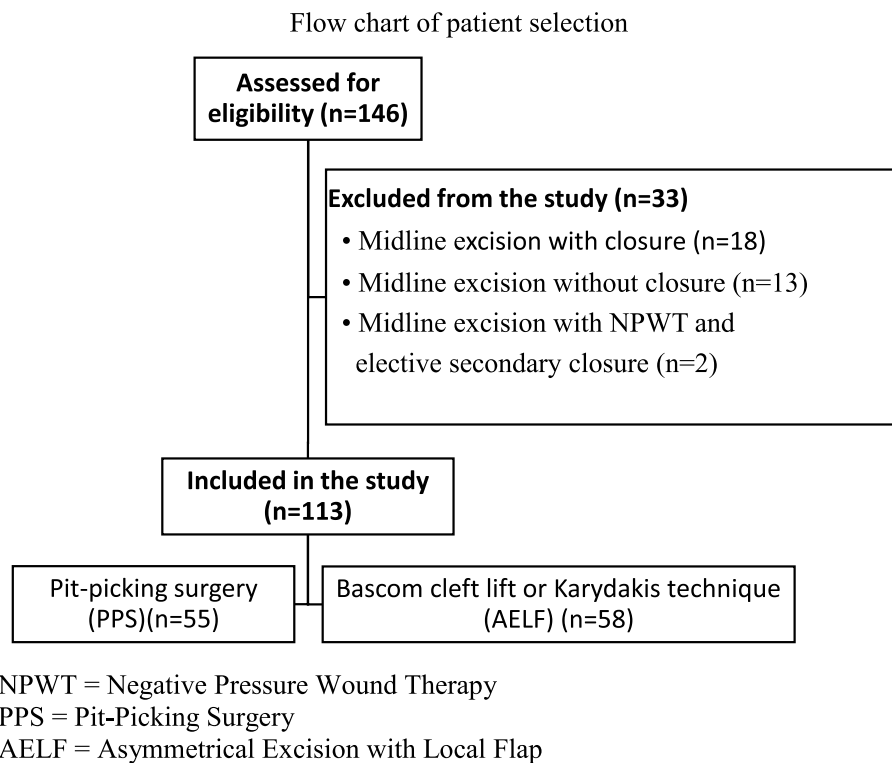 Flow chart of patient selection
Assessed for
eligibility (n=146)
Excluded from the study (n=33)
• Midline excision with closure (n=18)
• Midline excision without closure (n=13)
• Midline excision with NPWT and
elective secondary closure (n=2)
Included in the study
(n=113)
Pit-picking surgery
(PPS)(n=55)
Bascom cleft lift or Karydakis technique
(AELF) (n=58)
NPWT = Negative Pressure Wound Therapy
PPS = Pit-Picking Surgery
AELF = Asymmetrical Excision with Local Flap